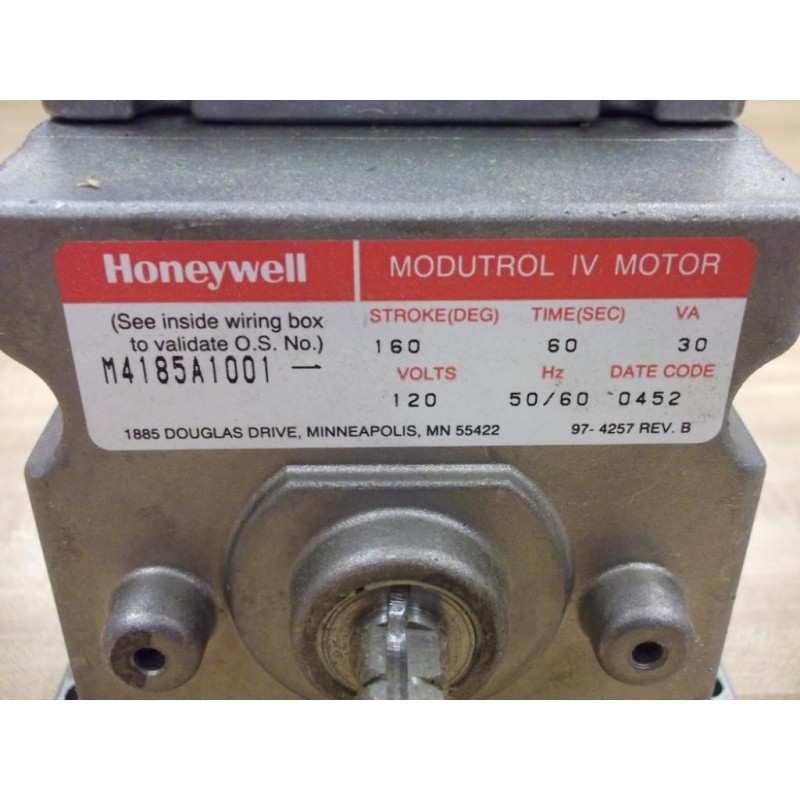 Honeywell
MODUTROL IV MOTOR
(See inside wiring box
to validate O.S. No.)
M4185A1001 —
STROKE(DEG) TIME(SEC) VA
160 60 30
VOLTS Hz DATE CODE
120 50/60 0452
1885 DOUGLAS DRIVE, MINNEAPOLIS, MN 55422 97- 4257 REV. B